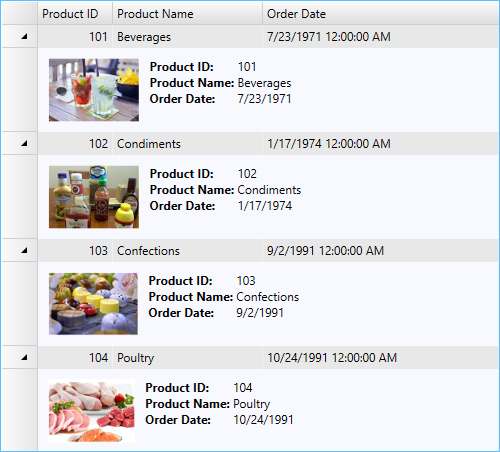 Product ID Product Name Order Date
101 Beverages 7/23/1971 12:00:00 AM
Product ID: 101
Product Name: Beverages
Order Date: 7/23/1971
102 Condiments 1/17/1974 12:00:00 AM
Product ID: 102
Product Name: Condiments
Order Date: 1/17/1974
103 Confections 9/2/1991 12:00:00 AM
Product ID: 103
Product Name: Confections
Order Date: 9/2/1991
104 Poultry 10/24/1991 12:00:00 AM
Product ID: 104
Product Name: Poultry
Order Date: 10/24/1991